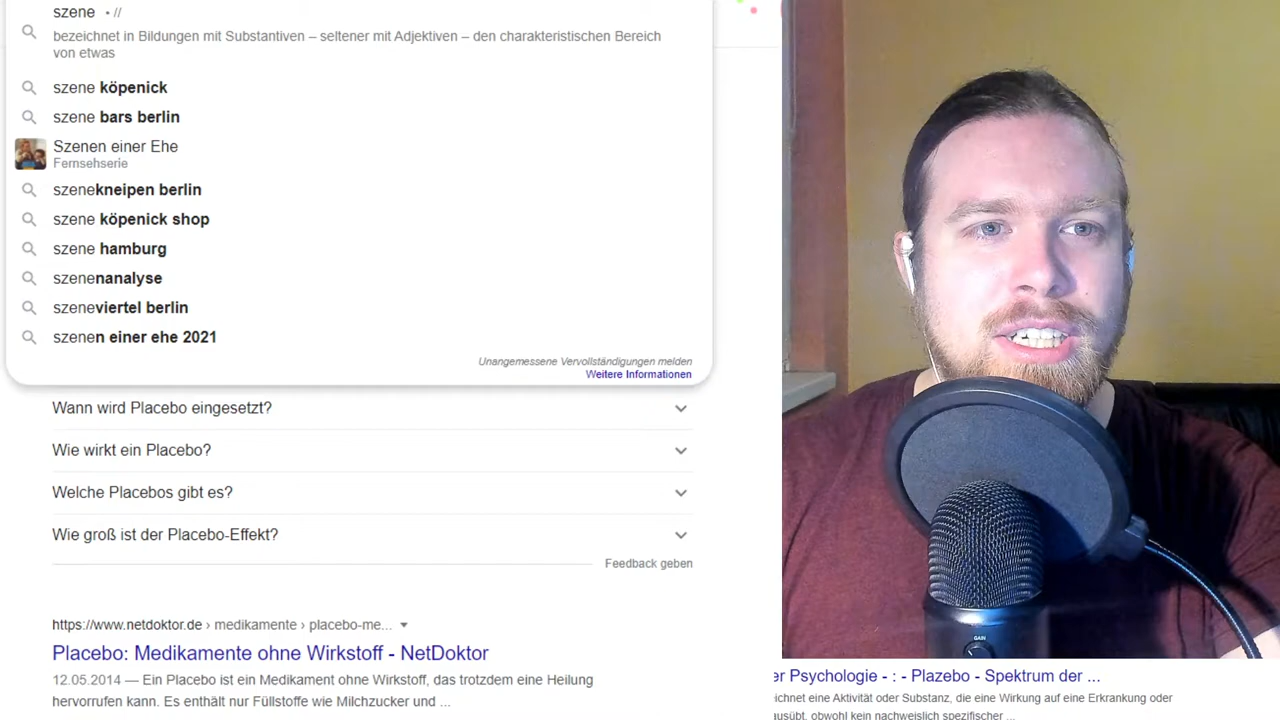 szene • //
bezeichnet in Bildungen mit Substantiven – seltener mit Adjektiven – den charakteristischen Bereich
von etwas
szene köpenick
szene bars berlin
Szenen einer Ehe
Fernsehserie
szenekneipen berlin
szene köpenick shop
szene hamburg
szenenanalyse
szeneviertel berlin
szenen einer ehe 2021
Unangemessene Vervollständigungen melden
Weitere Informationen
Wann wird Placebo eingesetzt?
Wie wirkt ein Placebo?
Welche Placebos gibt es?
Wie groß ist der Placebo-Effekt?
Feedback geben
https://www.netdoktor.de › medikamente › placebo-me...
Placebo: Medikamente ohne Wirkstoff - NetDoktor
12.05.2014 — Ein Placebo ist ein Medikament ohne Wirkstoff, das trotzdem eine Heilung
hervorrufen kann. Es enthält nur Füllstoffe wie Milchzucker und ...
GAIN
er Psychologie - : - Plazebo - Spektrum der ...
ichnet eine Aktivität oder Substanz, die eine Wirkung auf eine Erkrankung oder
ausübt, obwohl kein nachweislich spezifischer ...